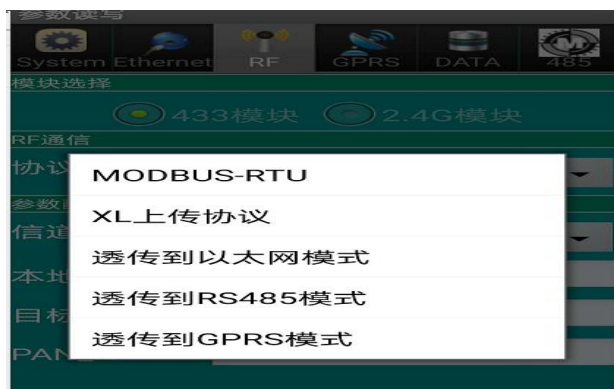 参数读写
System Ethernet RF GPRS DATA 485
模块选择
433模块 2.4G模块
RF通信
协议
MODBUS-RTU
XL上传协议
透传到以太网模式
透传到RS485模式
透传到GPRS模式
参数
信道
本地
目标
PAN